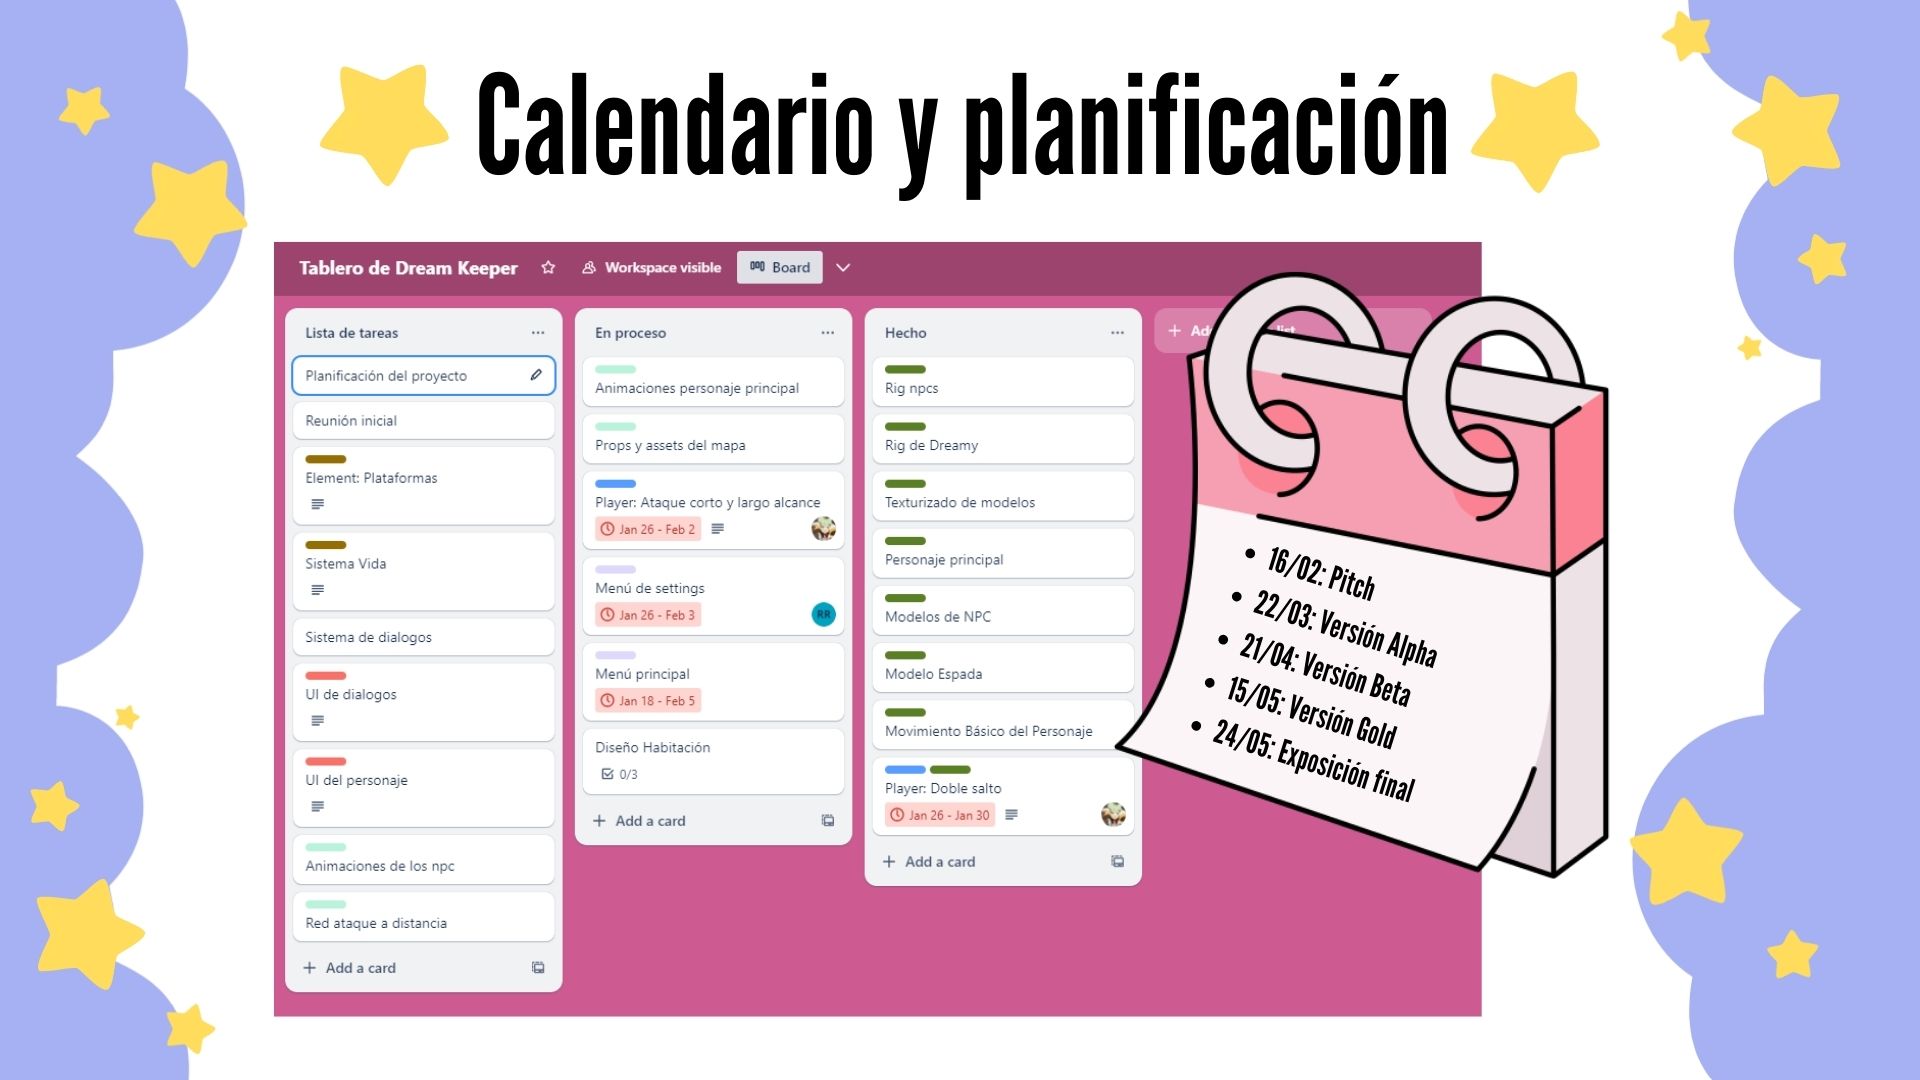 Calendario y planificación
Tablero de Dream Keeper
Workspace visible
Board
Lista de tareas
Planificación del proyecto
Reunión inicial
Element: Plataformas
Sistema Vida
Sistema de dialogos
UI de dialogos
UI del personaje
Animaciones de los npc
Red ataque a distancia
+ Add a card
En proceso
Animaciones personaje principal
Props y assets del mapa
Player: Ataque corto y largo alcance
Jan 26 - Feb 2
Menú de settings
Jan 26 - Feb 3
RR
Menú principal
Jan 18 - Feb 5
Diseño Habitación
0/3
+ Add a card
Hecho
Rig npcs
Rig de Dreamy
Texturizado de modelos
Personaje principal
Modelos de NPC
Modelo Espada
Movimiento Básico del Personaje
Player: Doble salto
Jan 26 - Jan 30
+ Add a card
• 16/02: Pitch
• 22/03: Versión Alpha
• 21/04: Versión Beta
• 15/05: Versión Gold
• 24/05: Exposición final